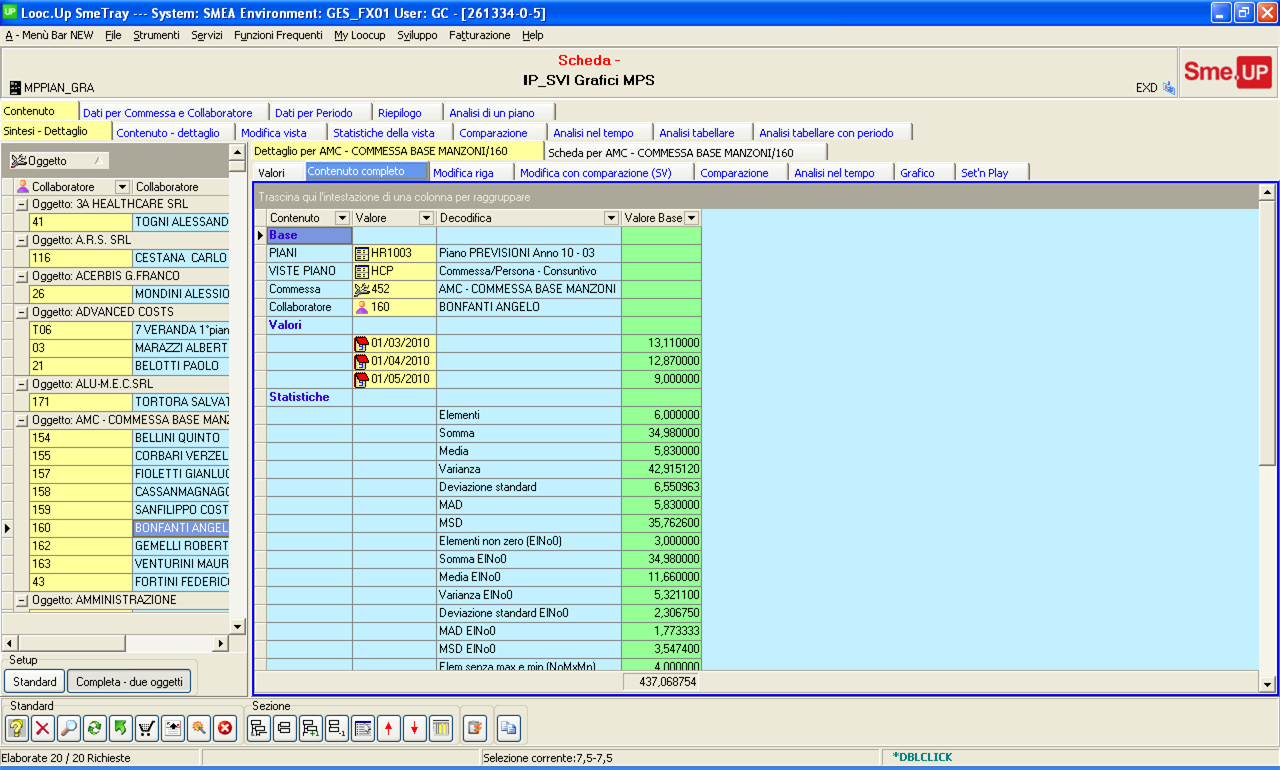 Looc.Up SmeTray --- System: SMEA Environment: GES_FX01 User: GC - [261334-0-5]
A - Menù Bar NEW File Strumenti Servizi Funzioni Frequenti My Loocup Sviluppo Fatturazione Help
Scheda -
IP_SVI Grafici MPS
MPPIAN_GRA
EXD
Sme.UP
Contenuto Dati per Commessa e Collaboratore Dati per Periodo Riepilogo Analisi di un piano
Sintesi - Dettaglio Contenuto - dettaglio Modifica vista Statistiche della vista Comparazione Analisi nel tempo Analisi tabellare Analisi tabellare con periodo
Oggetto
Collaboratore Collaboratore
Oggetto: 3A HEALTHCARE SRL
41 TOGNI ALESSAND
Oggetto: A.R.S. SRL
116 CESTANA CARLO
Oggetto: ACERBIS G.FRANCO
26 MONDINI ALESSIO
Oggetto: ADVANCED COSTS
T06 7 VERANDA 1°pian
03 MARAZZI ALBERT
21 BELOTTI PAOLO
Oggetto: ALU-M.E.C.SRL
171 TORTORA SALVAT
Oggetto: AMC - COMMESSA BASE MANZ
154 BELLINI QUINTO
155 CORBARI VERZEL
157 FIOLETTI GIANLUC
158 CASSANMAGNAGO
159 SANFILIPPO COST
160 BONFANTI ANGEL
162 GEMELLI ROBERT
163 VENTURINI MAUR
43 FORTINI FEDERICO
Oggetto: AMMINISTRAZIONE
Setup
Standard Completa - due oggetti
Dettaglio per AMC - COMMESSA BASE MANZONI/160 Scheda per AMC - COMMESSA BASE MANZONI/160
Valori Contenuto completo Modifica riga Modifica con comparazione (SV) Comparazione Analisi nel tempo Grafico Set'n Play
Trascina qui l'intestazione di una colonna per raggruppare
Contenuto Valore Decodifica Valore Base
Base
PIANI HR1003 Piano PREVISIONI Anno 10 - 03
VISTE PIANO HCP Commessa/Persona - Consuntivo
Commessa 452 AMC - COMMESSA BASE MANZONI
Collaboratore 160 BONFANTI ANGELO
Valori
01/03/2010 13,110000
01/04/2010 12,870000
01/05/2010 9,000000
Statistiche
Elementi 6,000000
Somma 34,980000
Media 5,830000
Varianza 42,915120
Deviazione standard 6,550963
MAD 5,830000
MSD 35,762600
Elementi non zero (ElNo0) 3,000000
Somma ElNo0 34,980000
Media ElNo0 11,660000
Varianza ElNo0 5,321100
Deviazione standard ElNo0 2,306750
MAD ElNo0 1,773333
MSD ElNo0 3,547400
Elem senza max e min (NoMxMn) 4,000000
437,068754
Standard Sezione
Elaborate 20 / 20 Richieste Selezione corrente:7,5-7,5 *DBLCLICK